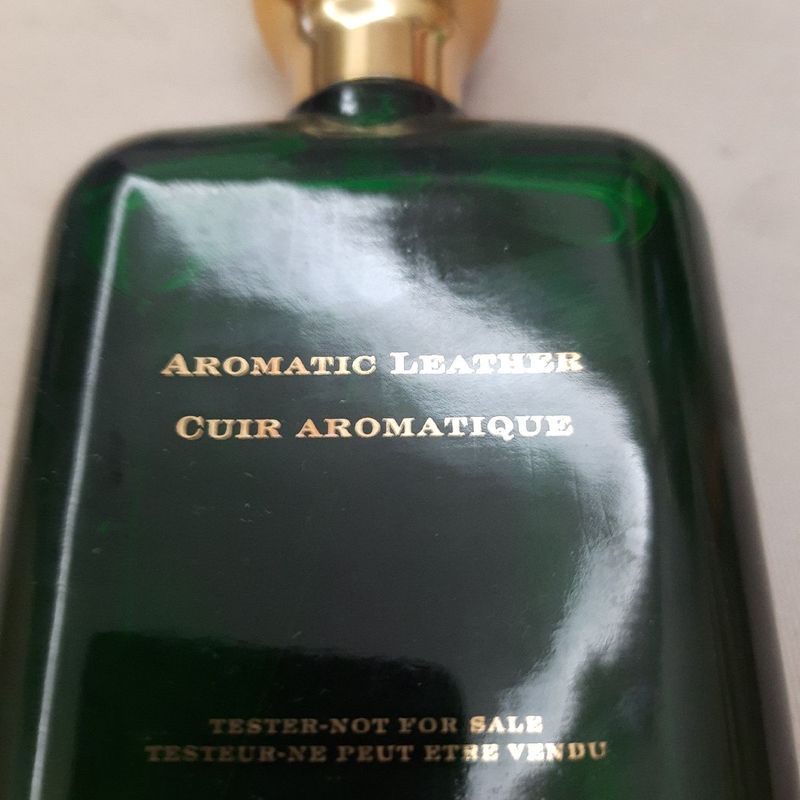 AROMATIC LEATHER
CUIR AROMATIQUE
TESTER-NOT FOR SALE
TESTEUR-NE PEUT ETRE VENDU